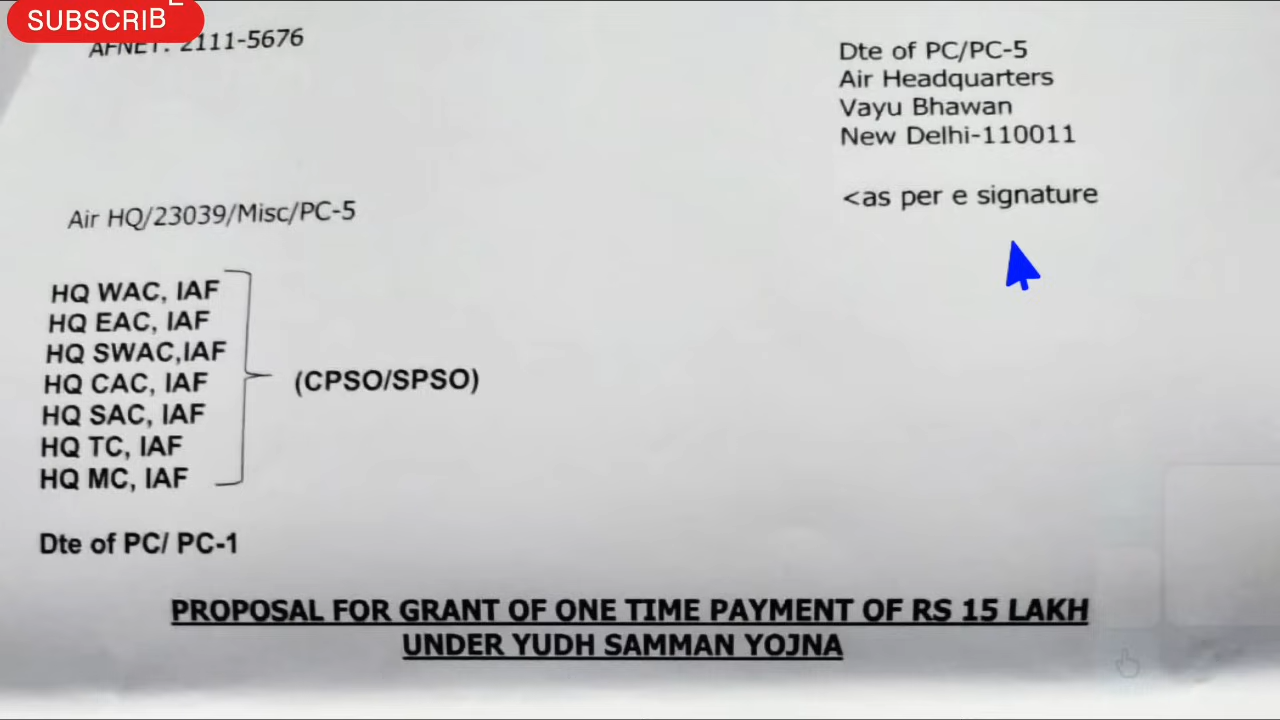 SUBSCRIBE
AFNET: 2111-5676
Dte of PC/PC-5
Air Headquarters
Vayu Bhawan
New Delhi-110011
<as per e signature
Air HQ/23039/Misc/PC-5
HQ WAC, IAF
HQ EAC, IAF
HQ SWAC,IAF
HQ CAC, IAF
HQ SAC, IAF
HQ TC, IAF
HQ MC, IAF
(CPSO/SPSO)
Dte of PC/ PC-1
PROPOSAL FOR GRANT OF ONE TIME PAYMENT OF RS 15 LAKH
UNDER YUDH SAMMAN YOJNA